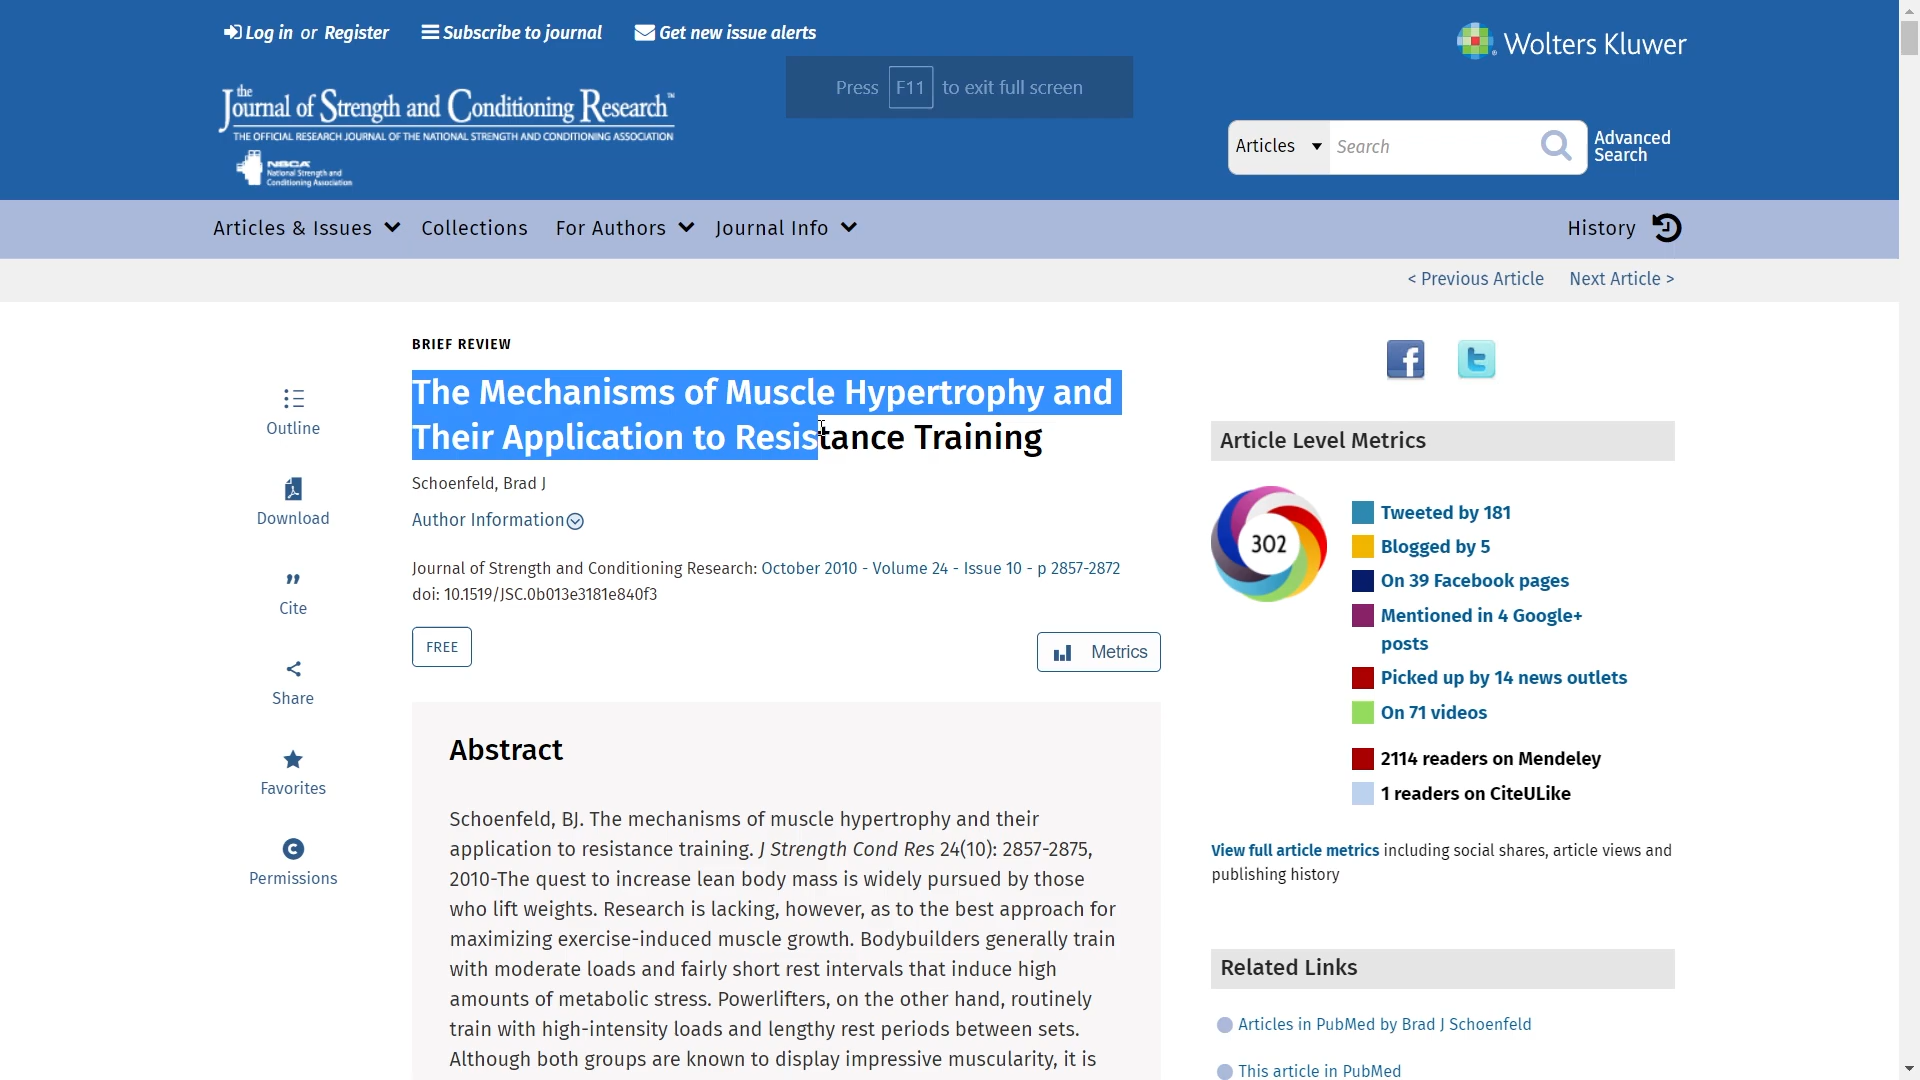 Log in or Register Subscribe to journal Get new issue alerts
Wolters Kluwer
Press F11 to exit full screen
the Journal of Strength and Conditioning Research™
THE OFFICIAL RESEARCH JOURNAL OF THE NATIONAL STRENGTH AND CONDITIONING ASSOCIATION
NSCA
National Strength and
Conditioning Association
Articles Search
Advanced
Search
Articles & Issues Collections For Authors Journal Info History
< Previous Article Next Article >
Outline
Download
Cite
Share
Favorites
Permissions
BRIEF REVIEW
The Mechanisms of Muscle Hypertrophy and
Their Application to Resistance Training
Schoenfeld, Brad J
Author Information
Journal of Strength and Conditioning Research: October 2010 - Volume 24 - Issue 10 - p 2857-2872
doi: 10.1519/JSC.0b013e3181e840f3
FREE
Metrics
Abstract
Schoenfeld, BJ. The mechanisms of muscle hypertrophy and their
application to resistance training. J Strength Cond Res 24(10): 2857-2875,
2010-The quest to increase lean body mass is widely pursued by those
who lift weights. Research is lacking, however, as to the best approach for
maximizing exercise-induced muscle growth. Bodybuilders generally train
with moderate loads and fairly short rest intervals that induce high
amounts of metabolic stress. Powerlifters, on the other hand, routinely
train with high-intensity loads and lengthy rest periods between sets.
Although both groups are known to display impressive muscularity, it is
Article Level Metrics
302
Tweeted by 181
Blogged by 5
On 39 Facebook pages
Mentioned in 4 Google+
posts
Picked up by 14 news outlets
On 71 videos
2114 readers on Mendeley
1 readers on CiteULike
View full article metrics including social shares, article views and
publishing history
Related Links
Articles in PubMed by Brad J Schoenfeld
This article in PubMed